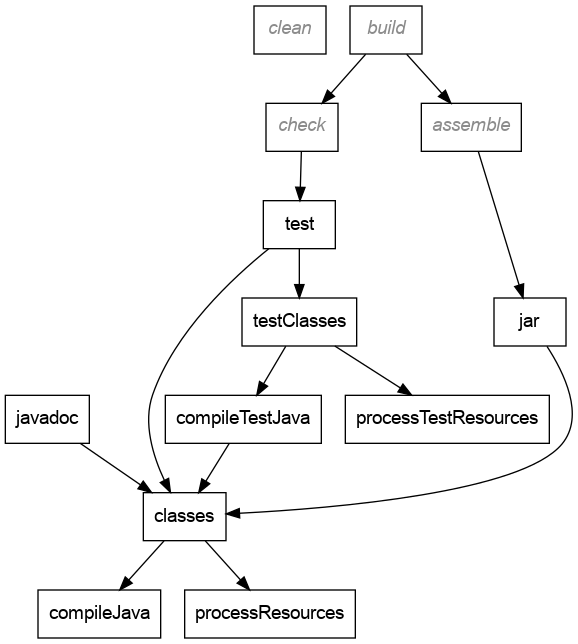 clean
build
check
assemble
test
testClasses
jar
javadoc
compileTestJava
processTestResources
classes
compileJava
processResources